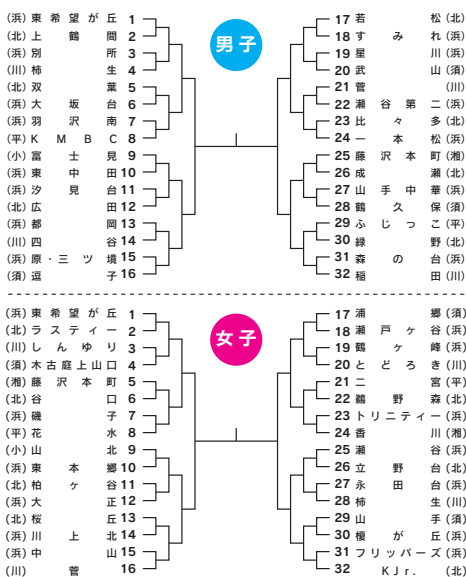 男子
(浜)東希望が丘 1
(北)上鶴間 2
(浜)別所 3
(川)柿生 4
(北)双葉 5
(浜)大坂台 6
(浜)羽沢南 7
(平)KMBC 8
(小)富士見 9
(浜)東中田 10
(浜)汐見台 11
(北)広田 12
(浜)都岡 13
(川)四谷 14
(浜)原・三ツ境 15
(須)逗子 16
17 若松(北)
18 すみれ(浜)
19 星川(浜)
20 武山(須)
21 菅(川)
22 瀬谷第二(浜)
23 比々多(北)
24 一本松(浜)
25 藤沢本町(湘)
26 成瀬(北)
27 山手中華(浜)
28 鶴久保(須)
29 ふじっこ(平)
30 緑野(北)
31 森の台(浜)
32 稲田(川)
女子
(浜)東希望が丘 1
(北)ラスティー 2
(川)しんゆり 3
(須)木古庭上山口 4
(湘)藤沢本町 5
(北)谷口 6
(浜)磯子 7
(平)花水 8
(小)山北 9
(浜)東本郷 10
(北)柏ヶ谷 11
(浜)大正 12
(北)桜丘 13
(浜)川上北 14
(浜)中山 15
(川)菅 16
17 浦郷(須)
18 瀬戸ヶ谷(浜)
19 鶴ヶ峰(浜)
20 とどろき(川)
21 二宮(平)
22 鵜野森(北)
23 トリニティー(浜)
24 香川(湘)
25 瀬谷(浜)
26 立野台(北)
27 永田台(浜)
28 柿生(川)
29 山手(須)
30 榎が丘(浜)
31 フリッパーズ(浜)
32 KJr.(北)